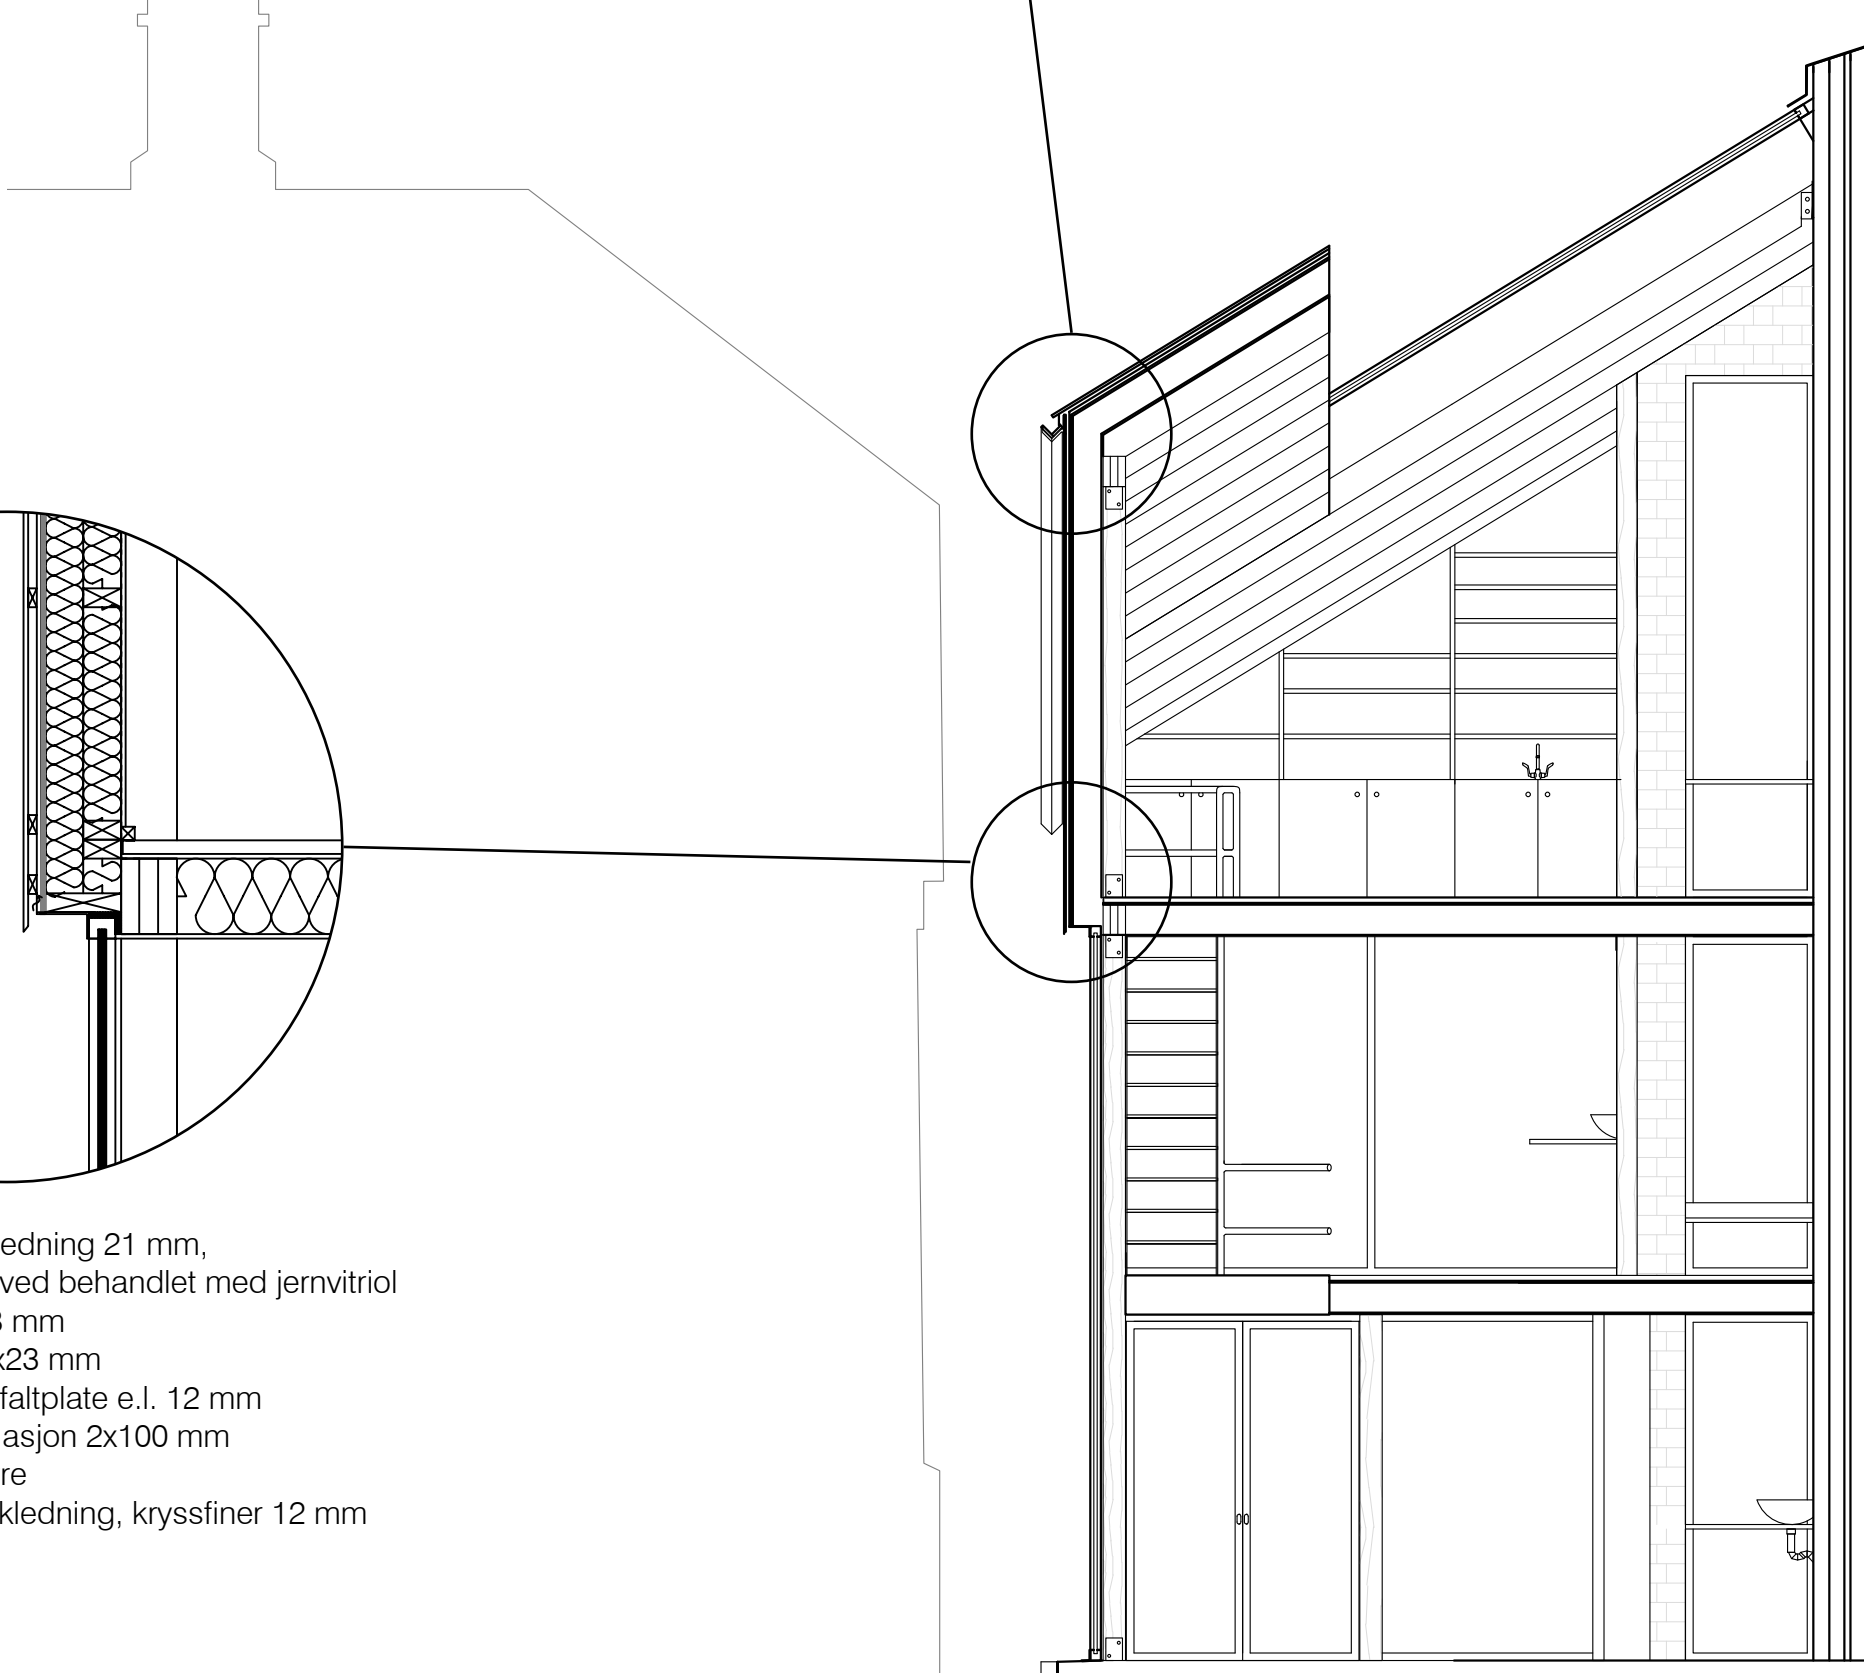 edning 21 mm,
ved behandlet med jernvitriol
3 mm
x23 mm
faltplate e.l. 12 mm
asjon 2x100 mm
re
kledning, kryssfiner 12 mm